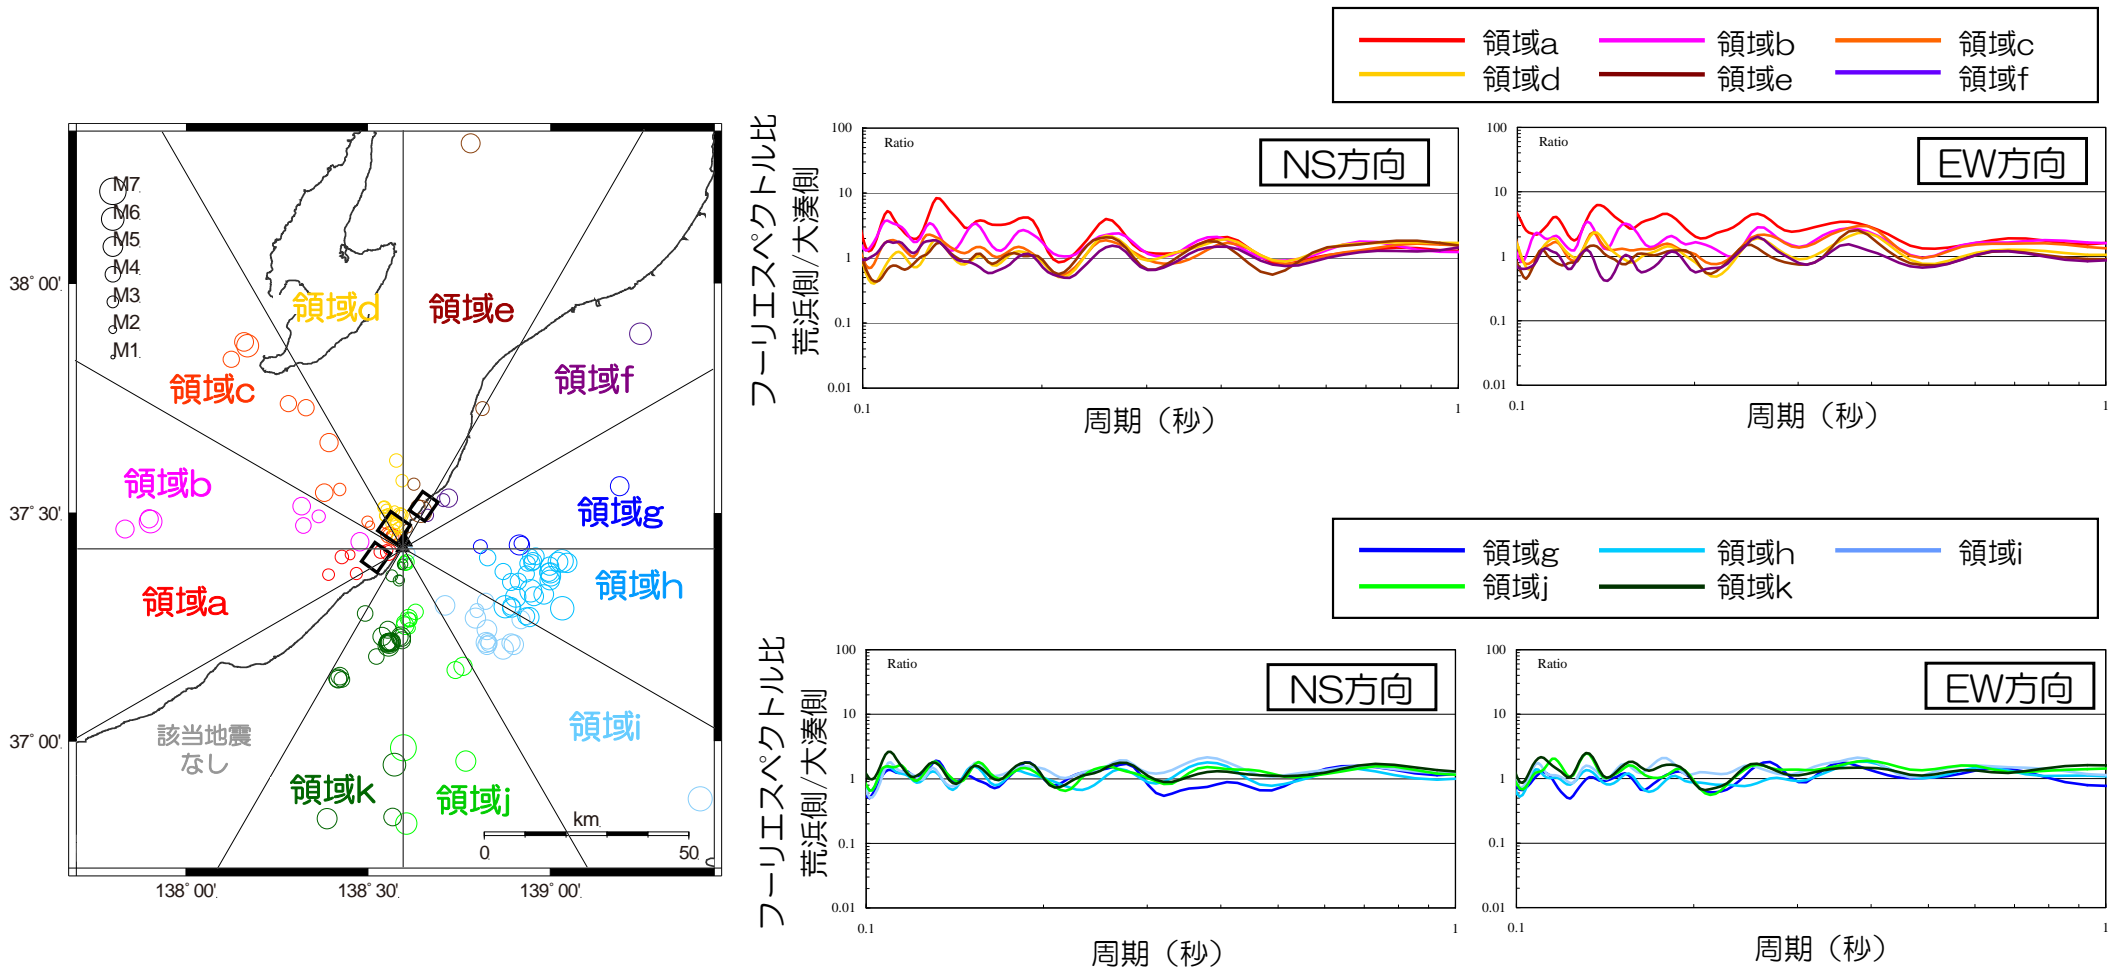 領域a 領域b 領域c
領域d 領域e 領域f
M7
M6
M5
M4
M3
M2
M1
38° 00'
37° 30'
37° 00'
138° 00'
138° 30'
139° 00'
領域d
領域e
領域c
領域f
領域b
領域g
領域a
領域h
該当地震
なし
領域i
領域k
領域j
km
0
50
フーリエスペクトル比
荒浜側/大湊側
100
10
1
0.1
0.01
Ratio
NS方向
0.1
1
周期（秒）
100
10
1
0.1
0.01
Ratio
EW方向
0.1
1
周期（秒）
領域g 領域h 領域i
領域j 領域k
フーリエスペクトル比
荒浜側/大湊側
100
10
1
0.1
0.01
Ratio
NS方向
0.1
1
周期（秒）
100
10
1
0.1
0.01
Ratio
EW方向
0.1
1
周期（秒）